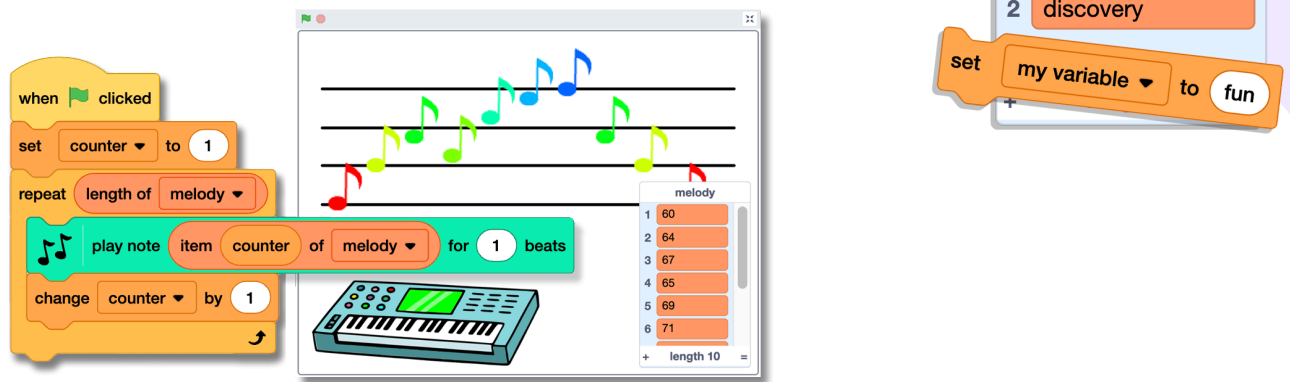 when clicked
set counter to 1
repeat length of melody
play note item counter of melody for 1 beats
change counter by 1
melody
1 60
2 64
3 67
4 65
5 69
6 71
+ length 10 =
2 discovery
set my variable to fun
+